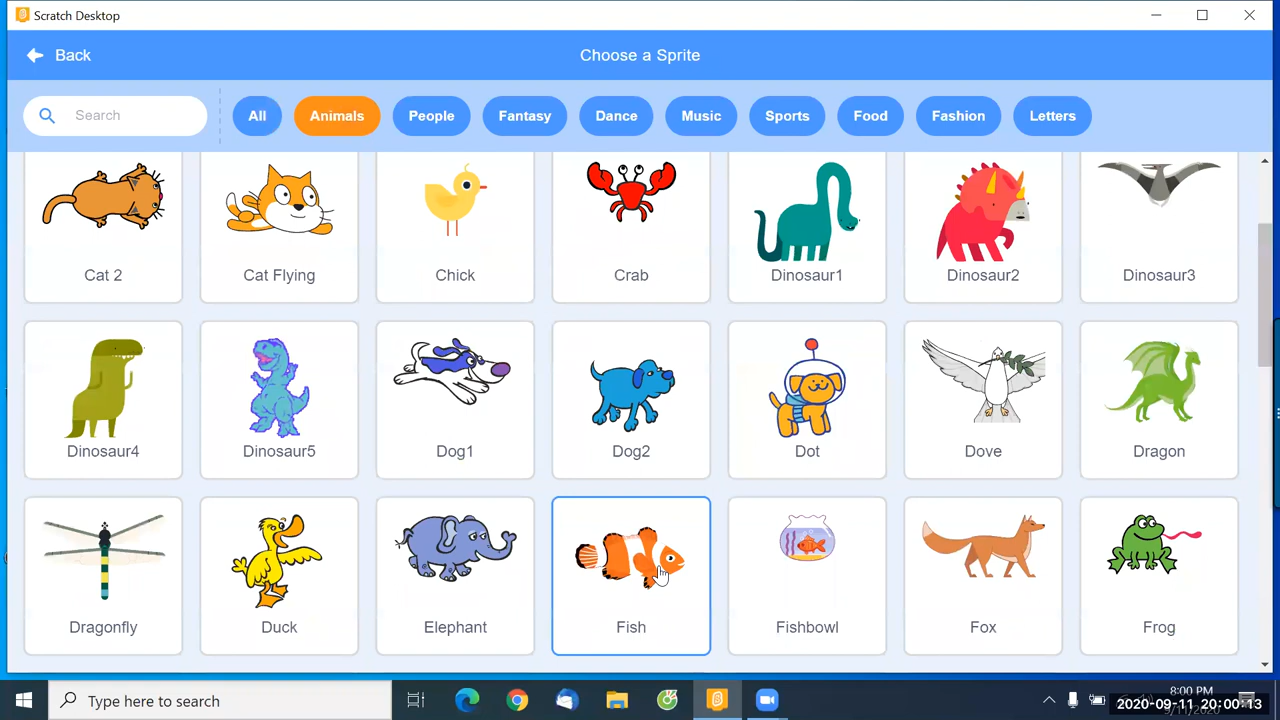 Scratch Desktop
Back
Choose a Sprite
Search
All
Animals
People
Fantasy
Dance
Music
Sports
Food
Fashion
Letters
Cat 2
Cat Flying
Chick
Crab
Dinosaur1
Dinosaur2
Dinosaur3
Dinosaur4
Dinosaur5
Dog1
Dog2
Dot
Dove
Dragon
Dragonfly
Duck
Elephant
Fish
Fishbowl
Fox
Frog
Type here to search
8:00 PM
2020-09-11 20:00:13